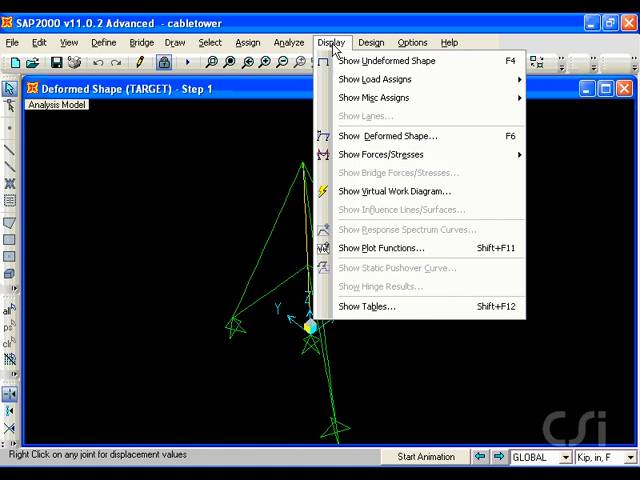 SAP2000 v11.0.2 Advanced - cabletower
File Edit View Define Bridge Draw Select Assign Analyze Display Design Options Help
Deformed Shape (TARGET) - Step 1
Analysis Model
Show Undeformed Shape F4
Show Load Assigns
Show Misc Assigns
Show Lanes...
Show Deformed Shape... F6
Show Forces/Stresses
Show Bridge Forces/Stresses...
Show Virtual Work Diagram...
Show Influence Lines/Surfaces...
Show Response Spectrum Curves...
Show Plot Functions... Shift+F11
Show Static Pushover Curve...
Show Hinge Results...
Show Tables... Shift+F12
Y
Z
all
ps
clr
CSi
Right Click on any joint for displacement values
Start Animation
GLOBAL
Kip, in, F